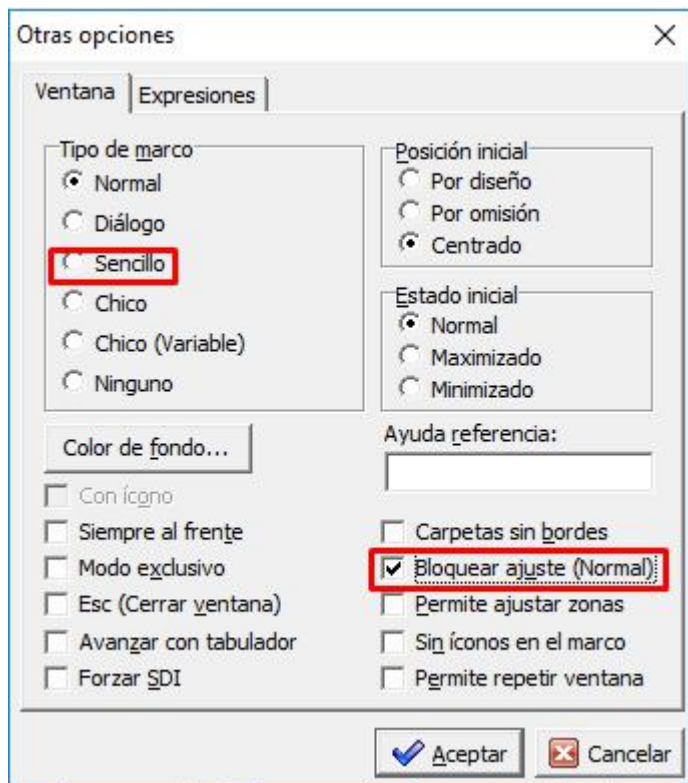 Otras opciones
Ventana
Expresiones
Tipo de marco
Normal
Diálogo
Sencillo
Chico
Chico (Variable)
Ninguno
Posición inicial
Por diseño
Por omisión
Centrado
Estado inicial
Normal
Maximizado
Minimizado
Color de fondo...
Ayuda referencia:
Con ícono
Siempre al frente
Modo exclusivo
Esc (Cerrar ventana)
Avanzar con tabulador
Forzar SDI
Carpetas sin bordes
Bloquear ajuste (Normal)
Permite ajustar zonas
Sin íconos en el marco
Permite repetir ventana
Aceptar
Cancelar